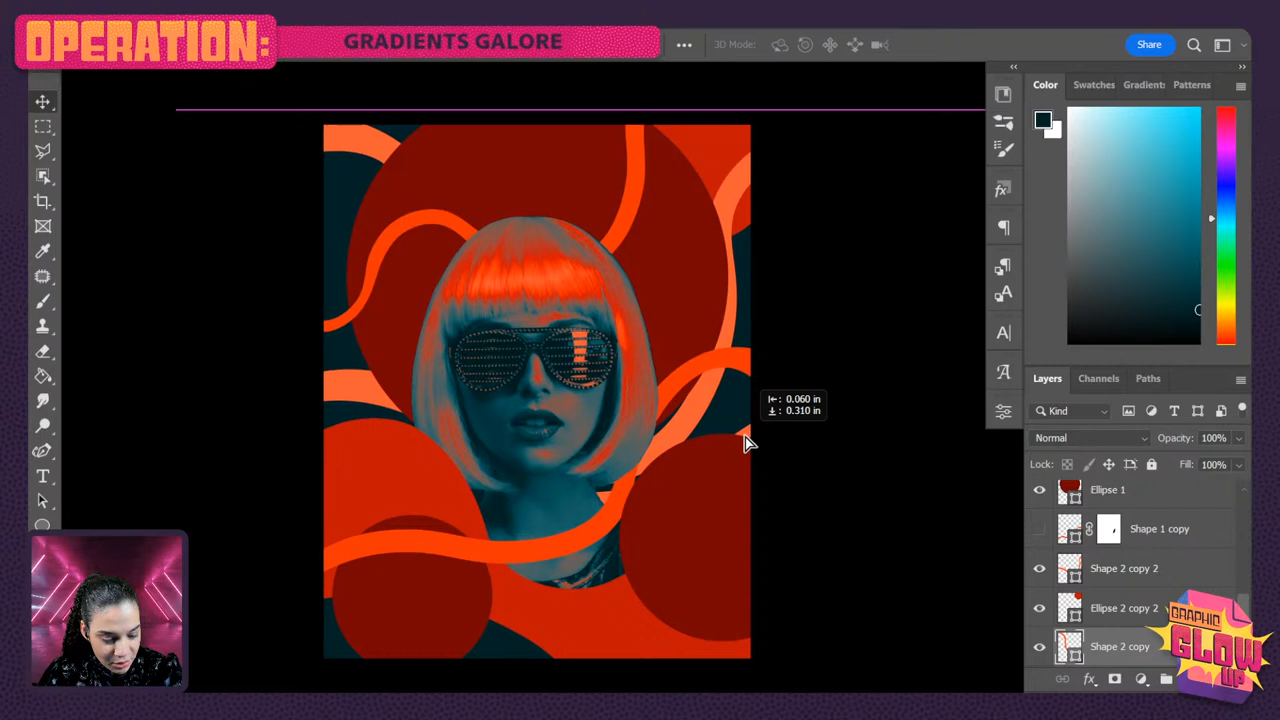 OPERATION:
GRADIENTS GALORE
3D Mode:
Share
Color
Swatches
Gradient:
Patterns
0.060 in
0.310 in
Layers
Channels
Paths
Kind
Normal
Opacity: 100%
Lock:
Fill: 100%
Ellipse 1
Shape 1 copy
Shape 2 copy 2
Ellipse 2 copy 2
Shape 2 copy
fx
GRAPHIC
GLOW
UP